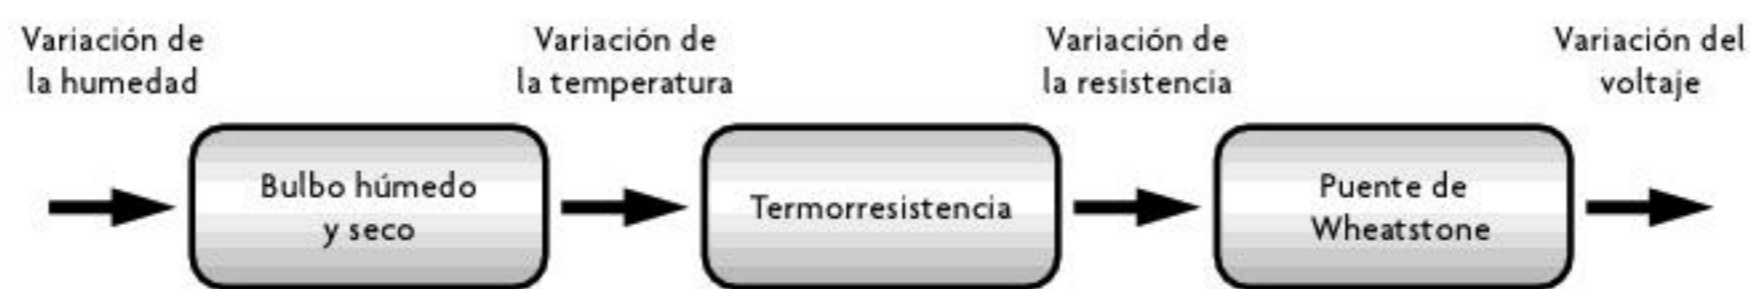 Variación de
la humedad
Variación de
la temperatura
Variación de
la resistencia
Variación del
voltaje
Bulbo húmedo
y seco
Termorresistencia
Puente de
Wheatstone